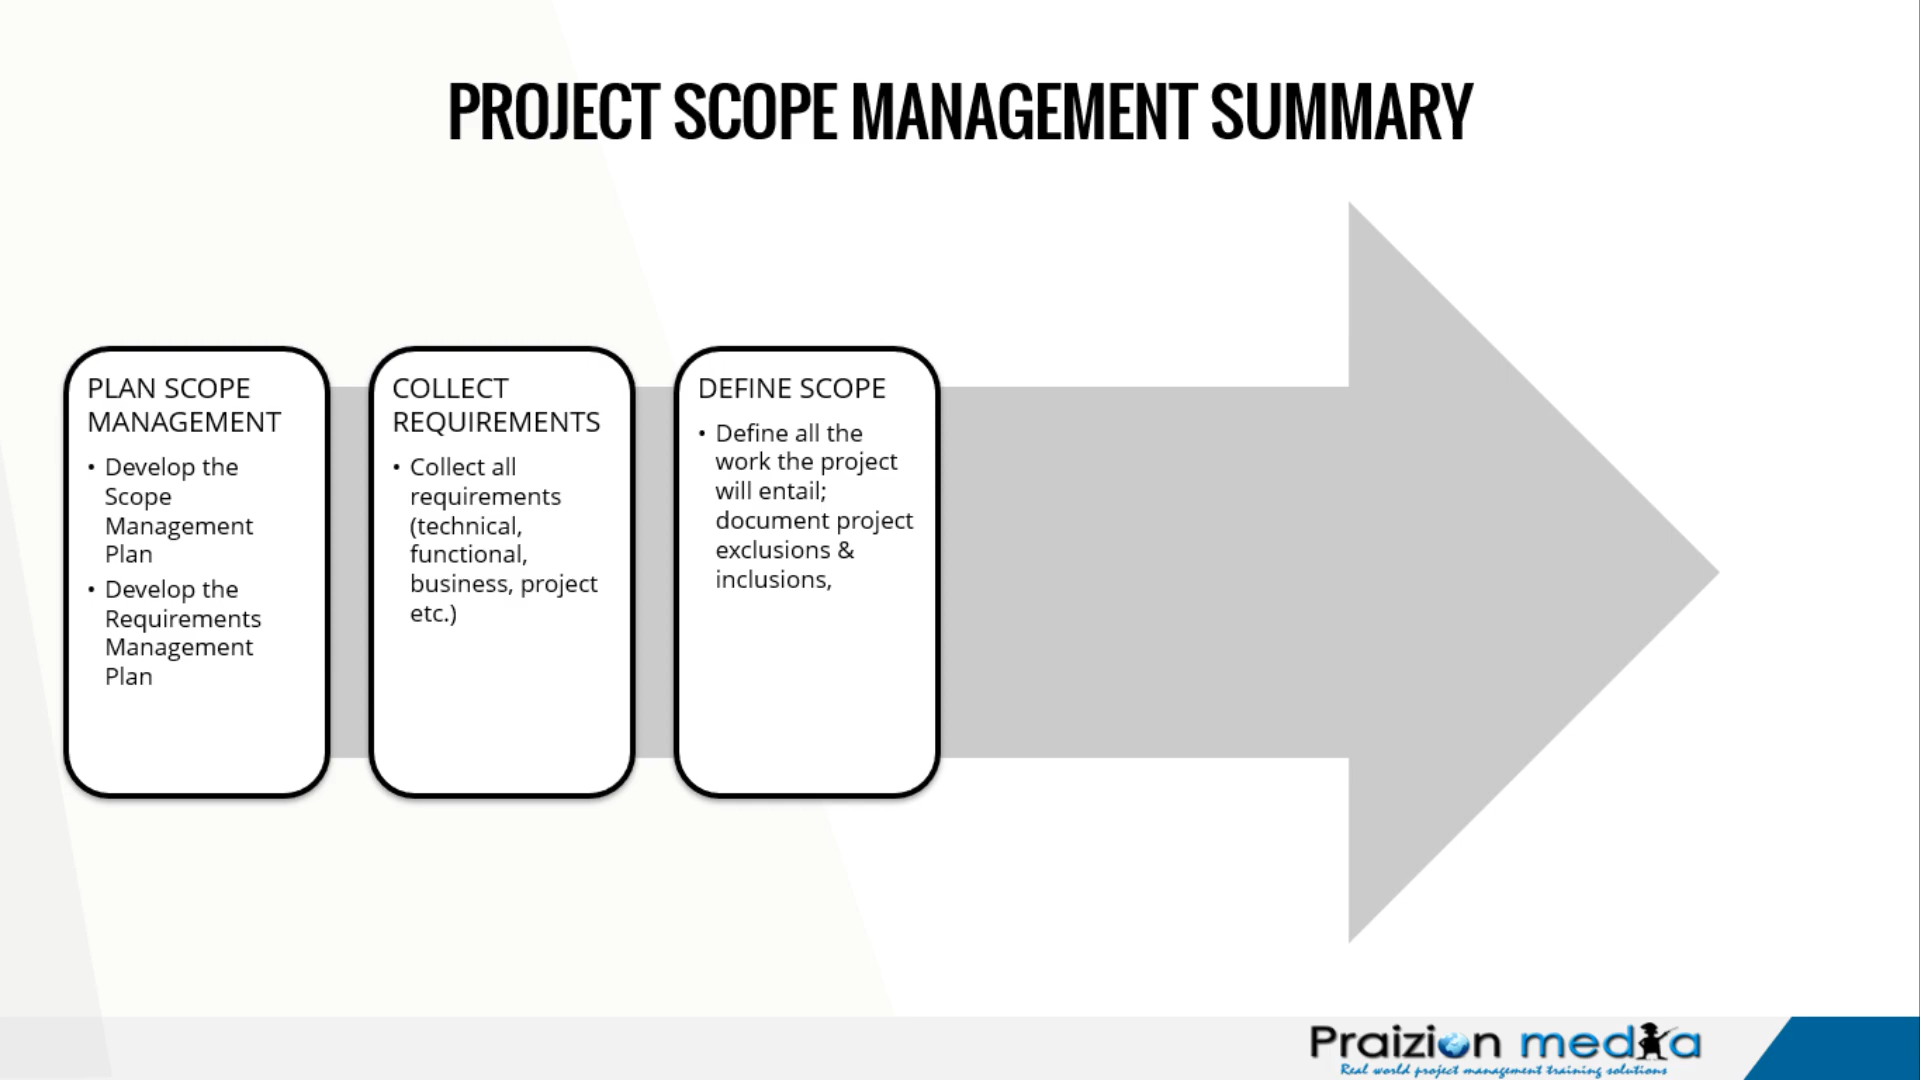 PROJECT SCOPE MANAGEMENT SUMMARY
PLAN SCOPE
MANAGEMENT
• Develop the
Scope
Management
Plan
• Develop the
Requirements
Management
Plan
COLLECT
REQUIREMENTS
• Collect all
requirements
(technical,
functional,
business, project
etc.)
DEFINE SCOPE
• Define all the
work the project
will entail;
document project
exclusions &
inclusions,
Praizion media
Real world project management training solutions